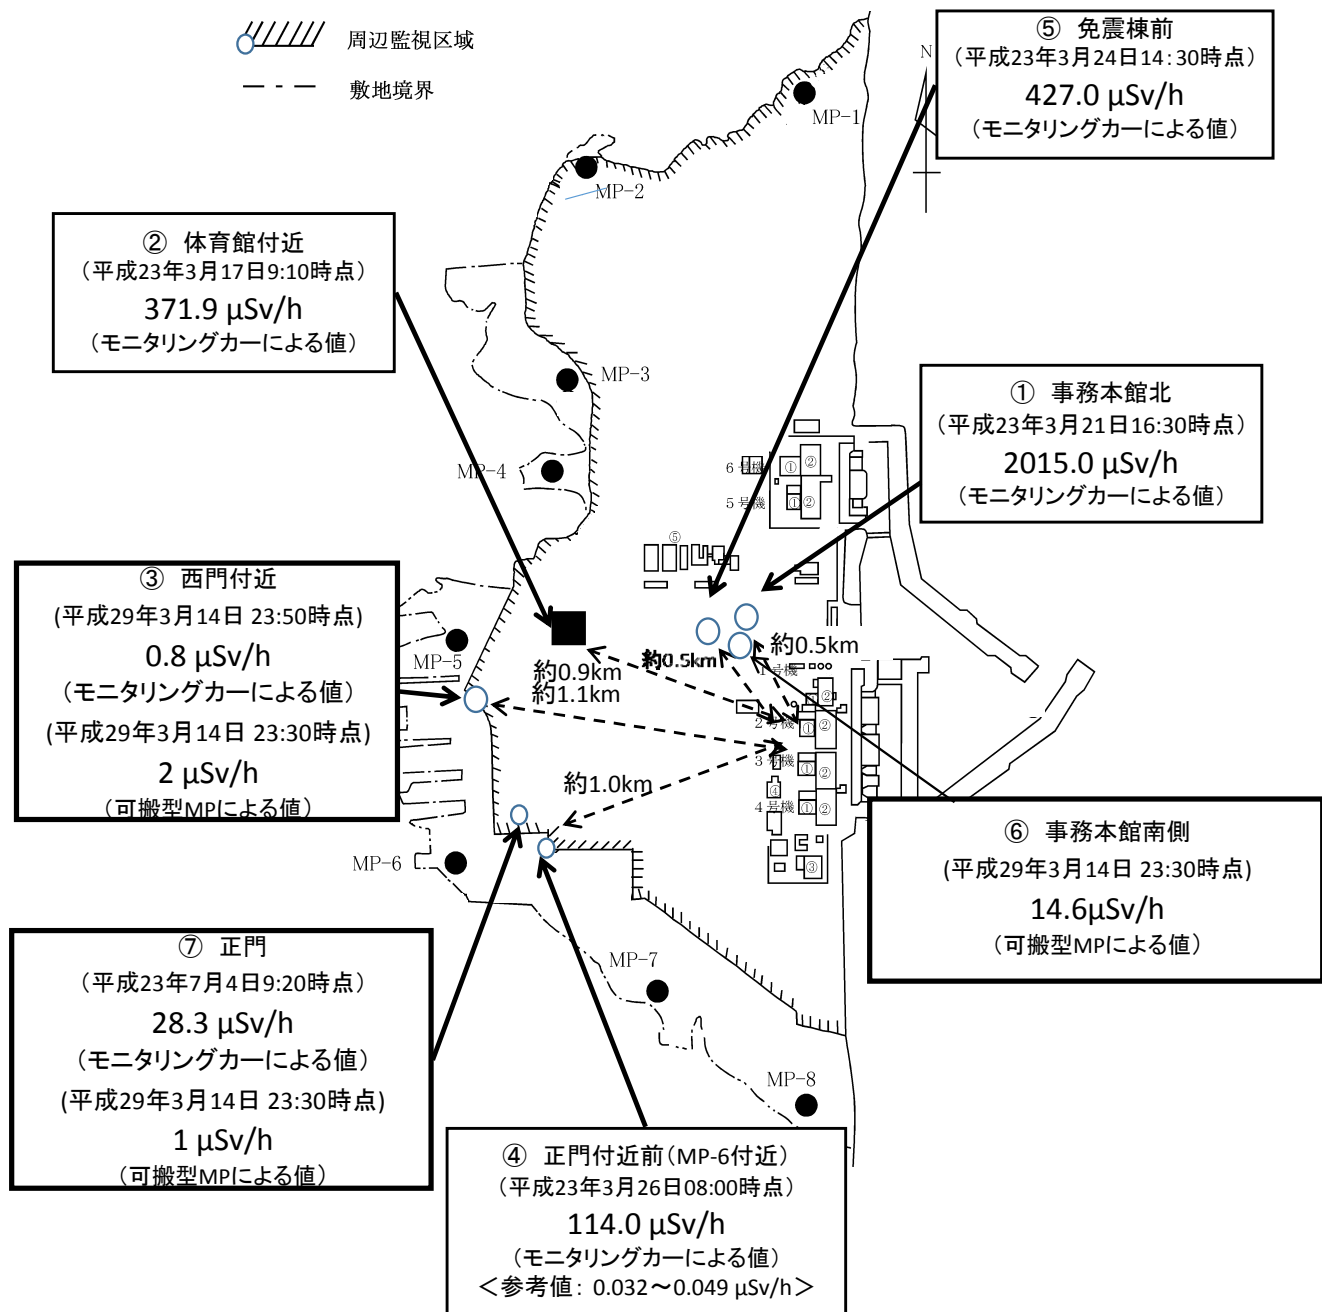 周辺監視区域
敷地境界
⑤ 免震棟前
(平成23年3月24日14:30時点)
427.0 μSv/h
(モニタリングカーによる値)
N
MP-1
MP-2
② 体育館付近
(平成23年3月17日9:10時点)
371.9 μSv/h
(モニタリングカーによる値)
MP-3
① 事務本館北
(平成23年3月21日16:30時点)
2015.0 μSv/h
(モニタリングカーによる値)
MP-4
6号機
①
②
5号機
①
②
⑤
③ 西門付近
(平成29年3月14日 23:50時点)
0.8 μSv/h
(モニタリングカーによる値)
(平成29年3月14日 23:30時点)
2 μSv/h
(可搬型MPによる値)
MP-5
約0.9km
約1.1km
約0.5km
約0.5km
1号機
②
2号機
①
②
3号機
①
②
④
4号機
①
②
③
約1.0km
MP-6
⑥ 事務本館南側
(平成29年3月14日 23:30時点)
14.6μSv/h
(可搬型MPによる値)
⑦ 正門
(平成23年7月4日9:20時点)
28.3 μSv/h
(モニタリングカーによる値)
(平成29年3月14日 23:30時点)
1 μSv/h
(可搬型MPによる値)
MP-7
MP-8
④ 正門付近前(MP-6付近)
(平成23年3月26日08:00時点)
114.0 μSv/h
(モニタリングカーによる値)
＜参考値: 0.032～0.049 μSv/h＞